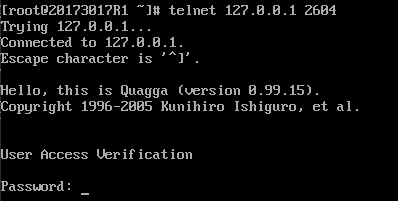 [root@20173017R1 ~]# telnet 127.0.0.1 2604
Trying 127.0.0.1...
Connected to 127.0.0.1.
Escape character is '^]'.
Hello, this is Quagga (version 0.99.15).
Copyright 1996-2005 Kunihiro Ishiguro, et al.
User Access Verification
Password: _